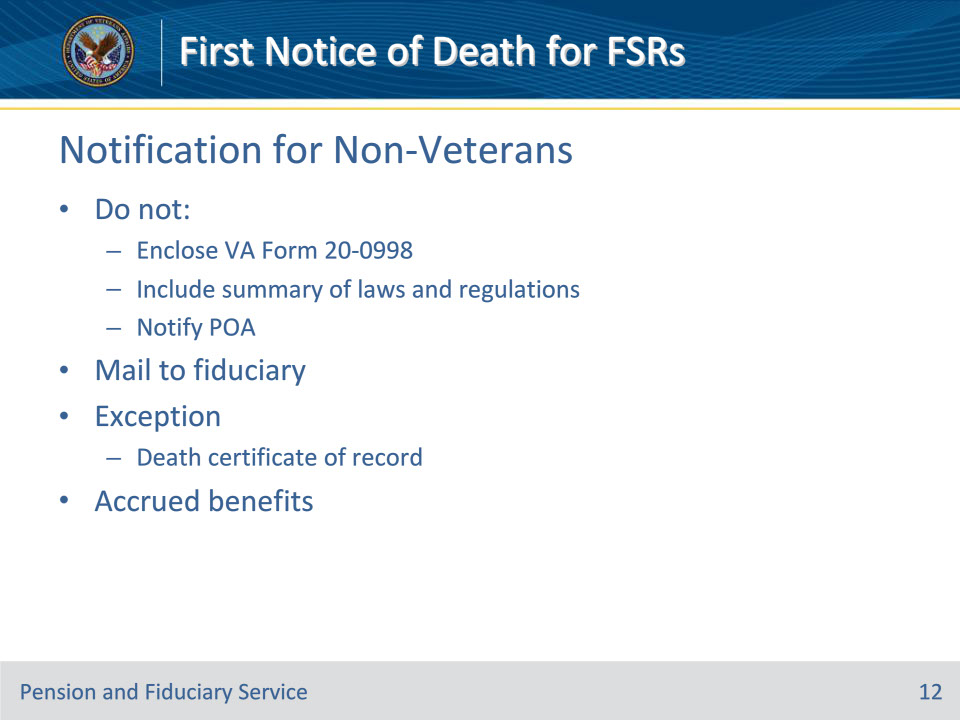 First Notice of Death for FSRs
Notification for Non-Veterans
• Do not:
– Enclose VA Form 20-0998
– Include summary of laws and regulations
– Notify POA
• Mail to fiduciary
• Exception
– Death certificate of record
• Accrued benefits
Pension and Fiduciary Service
12